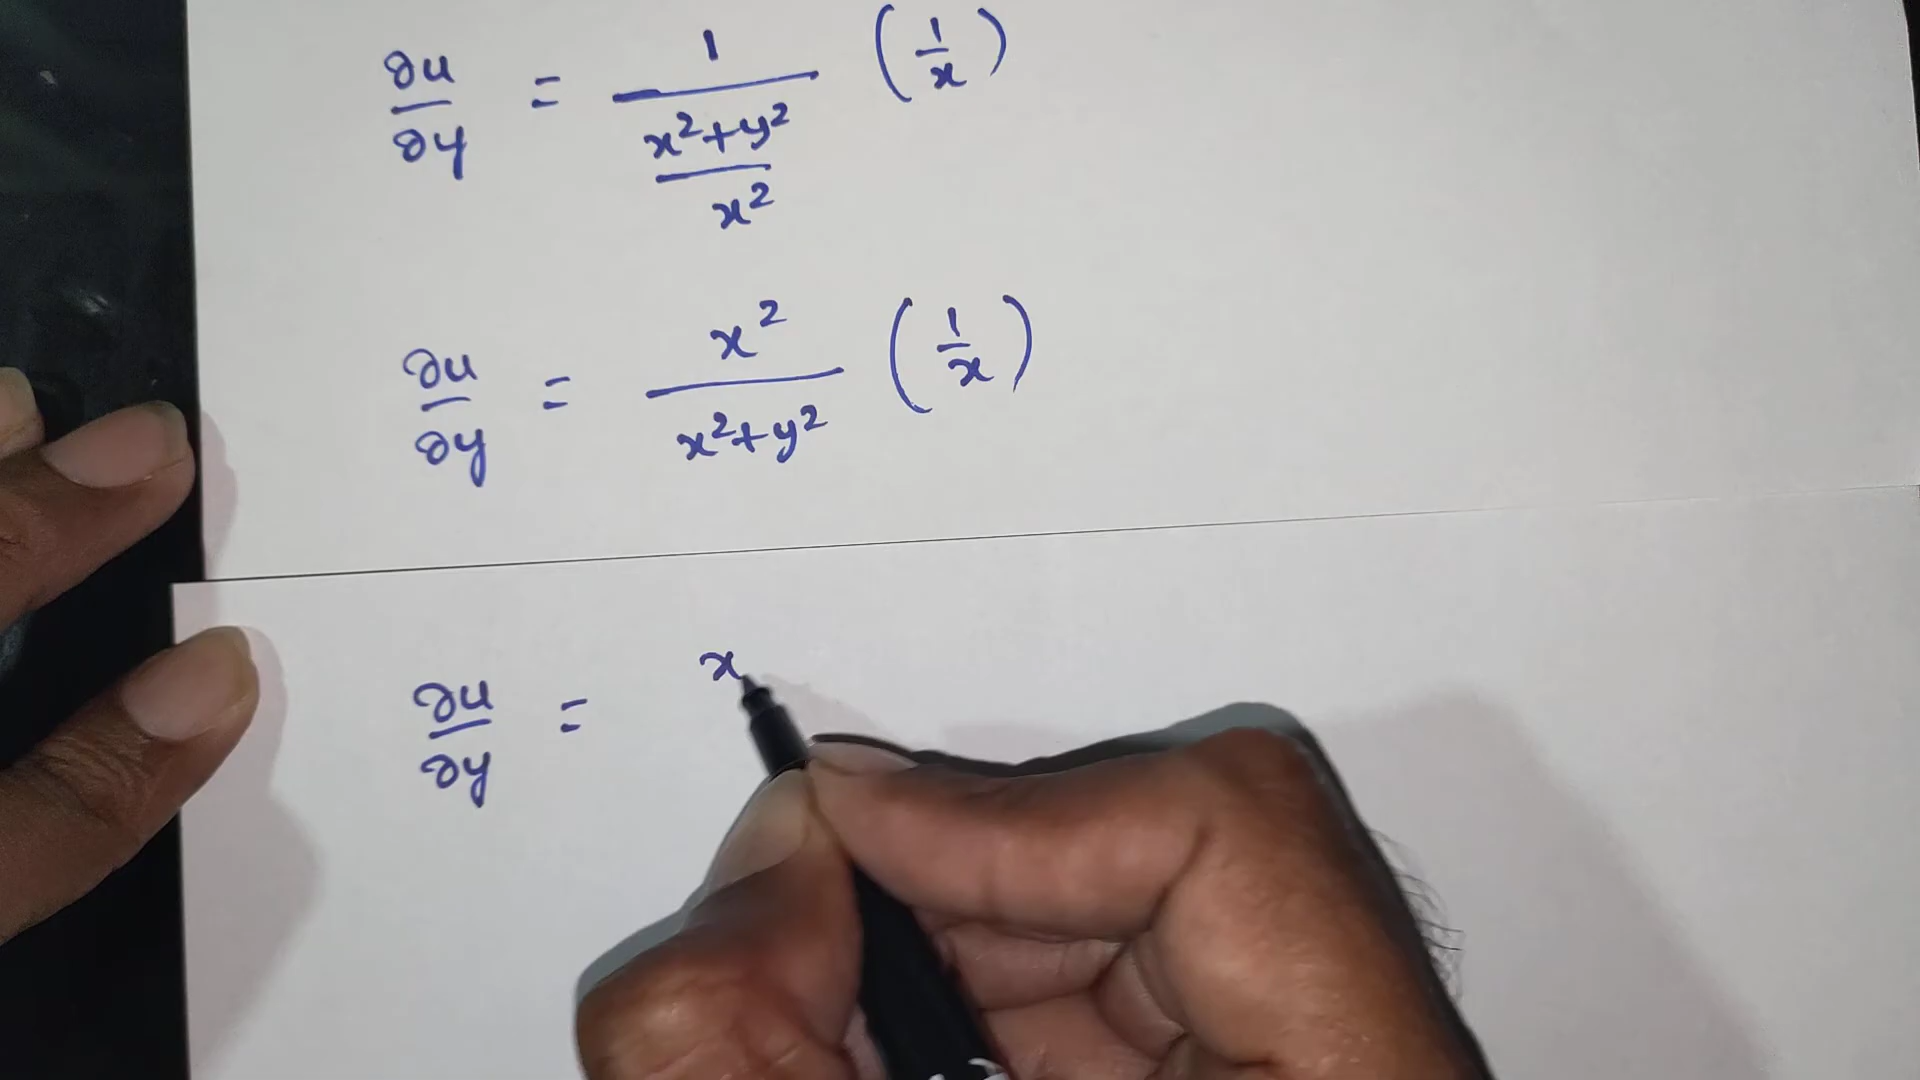 ∂u/∂y = 1/((x²+y²)/x²) (1/x)
∂u/∂y = x²/(x²+y²) (1/x)
∂u/∂y = x